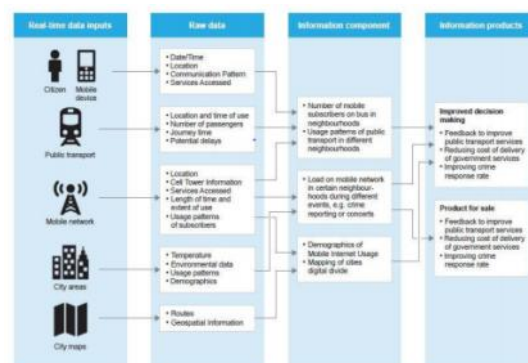 Real-time data inputs
Raw data
Information component
Information products
Citizen
Mobile
device
Public transport
Mobile network
City areas
City maps
• Date/Time
• Location
• Communication Pattern
• Services Accessed
• Location and time of use
• Number of passengers
• Journey time
• Potential delays
• Location
• Cell Tower Information
• Services Accessed
• Length of time and
extent of use
• Usage patterns
of subscribers
• Temperature
• Environmental data
• Usage patterns
• Demographics
• Routes
• Geospatial Information
• Number of mobile
subscribers on bus in
neighbourhoods
• Usage patterns of public
transport in different
neighbourhoods
• Load on mobile network
in certain neighbour-
hoods during different
events, e.g. crime
reporting or concerts
• Demographics of
Mobile Internet Usage
• Mapping of cities
digital divide
Improved decision
making
• Feedback to improve
public transport services
• Reducing cost of delivery
of government services
• Improving crime
response rate
Product for sale
• Feedback to improve
public transport services
• Reducing cost of delivery
of government services
• Improving crime
response rate